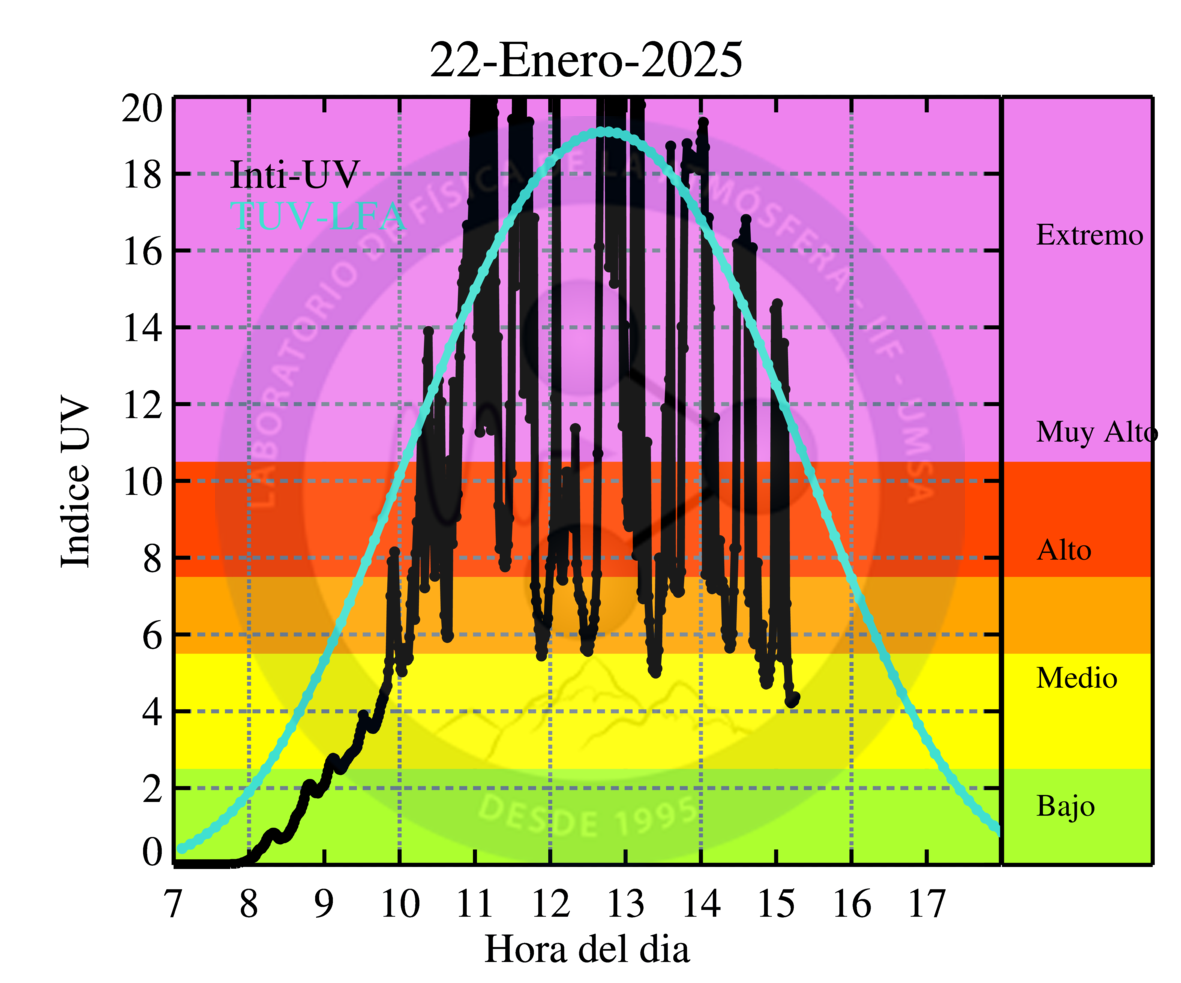 22-Enero-2025
Inti-UV
TUV-LFA
LABORATORIO DE FÍSICA DE LA ATMÓSFERA - IIF - UMSA
DESDE 1995
Indice UV
20
18
16
14
12
10
8
6
4
2
0
Extremo
Muy Alto
Alto
Medio
Bajo
7 8 9 10 11 12 13 14 15 16 17
Hora del dia